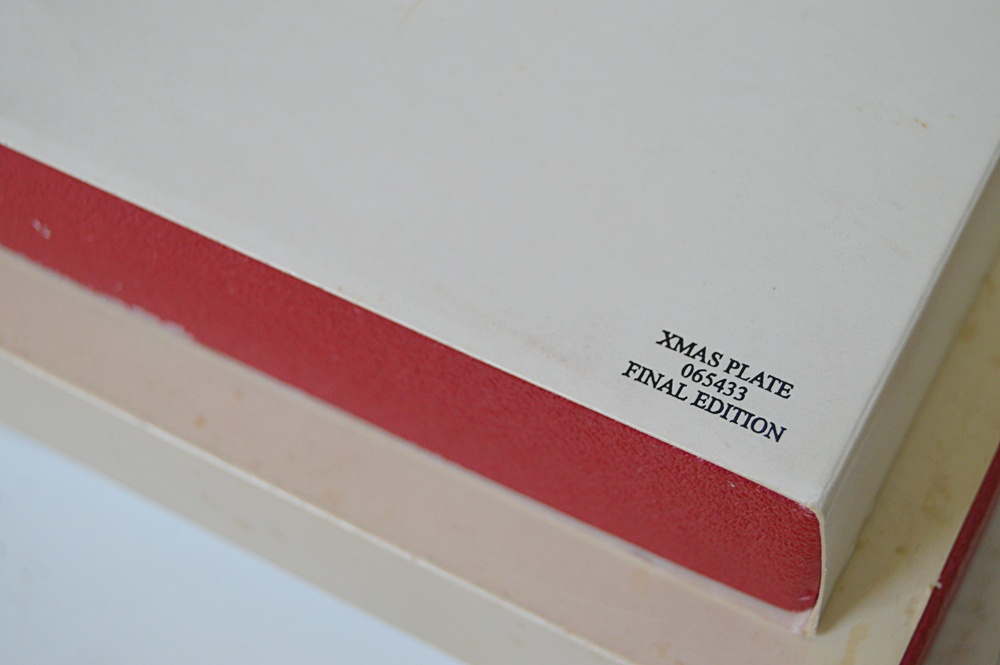 XMAS PLATE
065433
FINAL EDITION